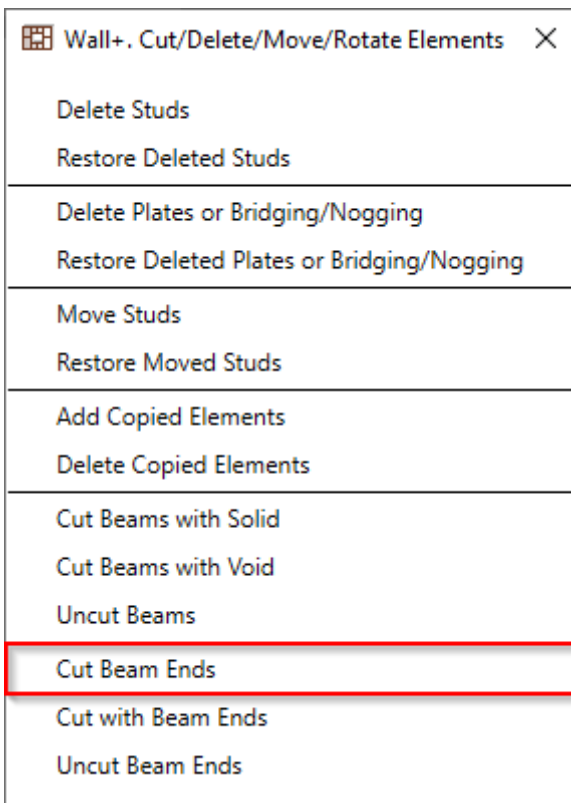 Wall+. Cut/Delete/Move/Rotate Elements
Delete Studs
Restore Deleted Studs
Delete Plates or Bridging/Nogging
Restore Deleted Plates or Bridging/Nogging
Move Studs
Restore Moved Studs
Add Copied Elements
Delete Copied Elements
Cut Beams with Solid
Cut Beams with Void
Uncut Beams
Cut Beam Ends
Cut with Beam Ends
Uncut Beam Ends